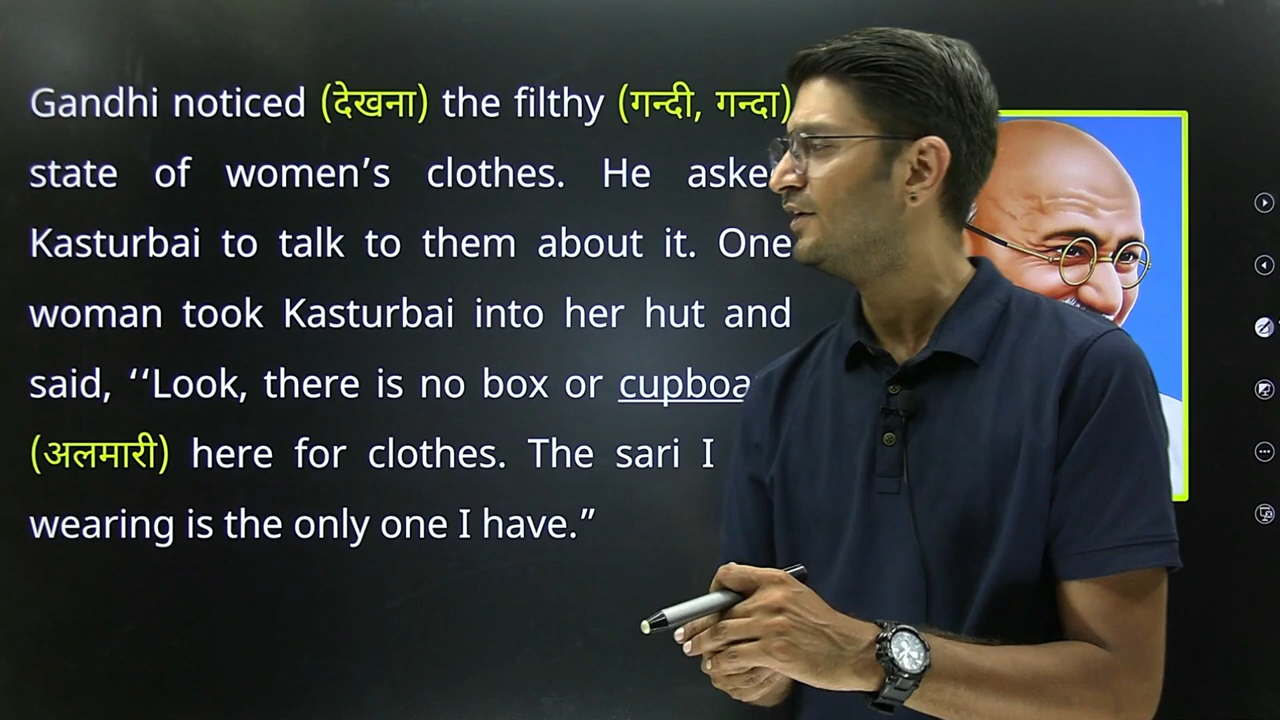 Gandhi noticed (देखना) the filthy (गन्दी, गन्दा)
state of women’s clothes. He
Kasturbai to talk to them about it. One
woman took Kasturbai into her hut and
said, ‘‘Look, there is no box or
(अलमारी) here for clothes. The sari I
wearing is the only one I have.”